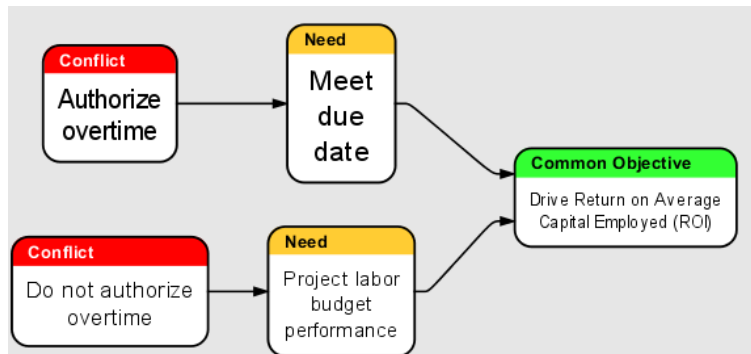 Conflict
Authorize
overtime
Need
Meet
due
date
Common Objective
Drive Return on Average
Capital Employed (ROI)
Conflict
Do not authorize
overtime
Need
Project labor
budget
performance